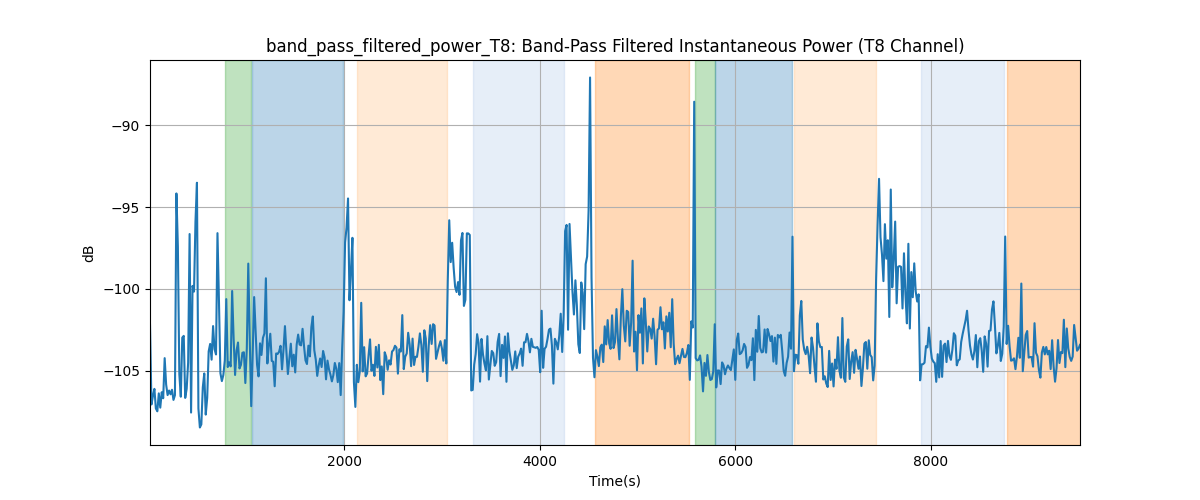 band_pass_filtered_power_T8: Band-Pass Filtered Instantaneous Power (T8 Channel)
−90
−95
−100
−105
dB
2000 4000 6000 8000
Time(s)